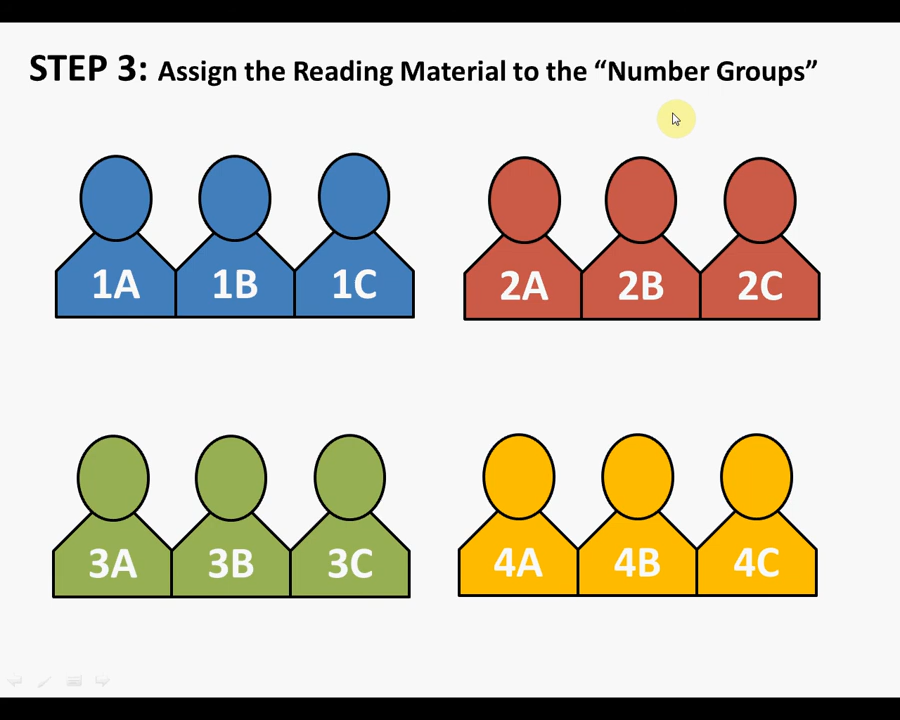 STEP 3: Assign the Reading Material to the “Number Groups”
1A 1B 1C
2A 2B 2C
3A 3B 3C
4A 4B 4C